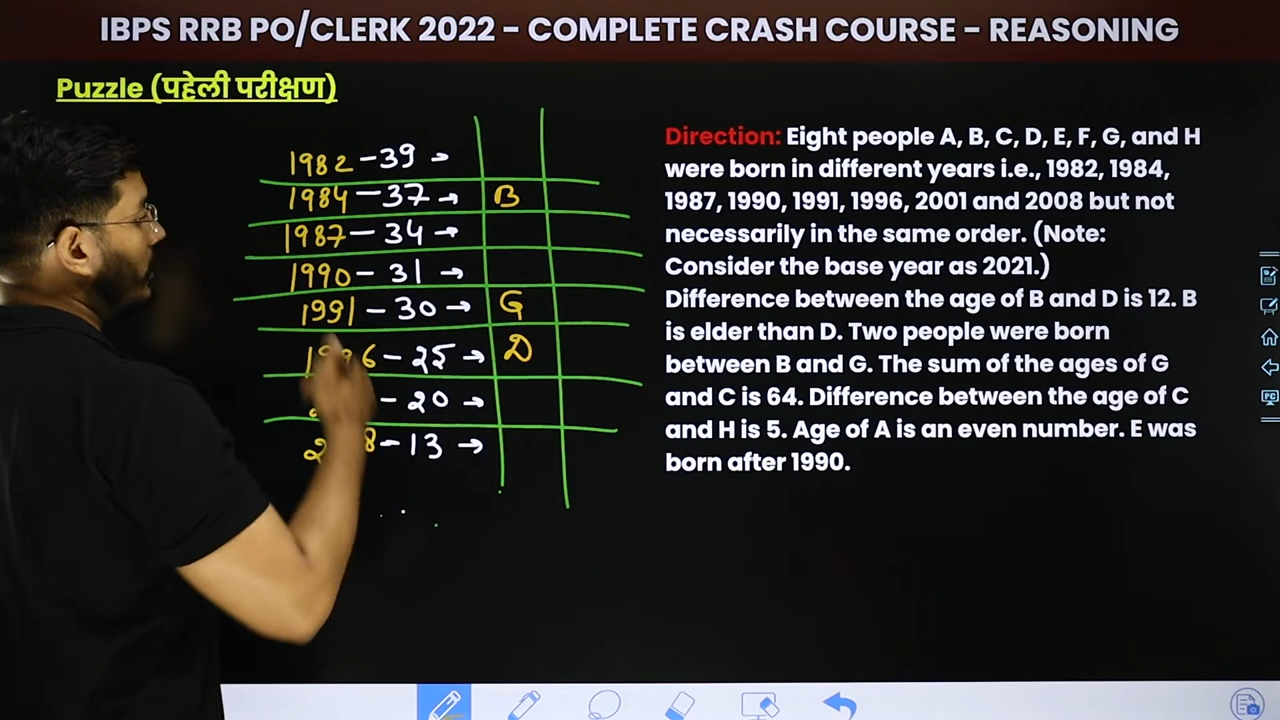 IBPS RRB PO/CLERK 2022 - COMPLETE CRASH COURSE - REASONING
Puzzle (पहेली परीक्षण)
1982 - 39 →
1984 - 37 → B
1987 - 34 →
1990 - 31 →
1991 - 30 → G
- 25 → D
- 20 →
- 13 →
Direction: Eight people A, B, C, D, E, F, G, and H
were born in different years i.e., 1982, 1984,
1987, 1990, 1991, 1996, 2001 and 2008 but not
necessarily in the same order. (Note:
Consider the base year as 2021.)
Difference between the age of B and D is 12. B
is elder than D. Two people were born
between B and G. The sum of the ages of G
and C is 64. Difference between the age of C
and H is 5. Age of A is an even number. E was
born after 1990.